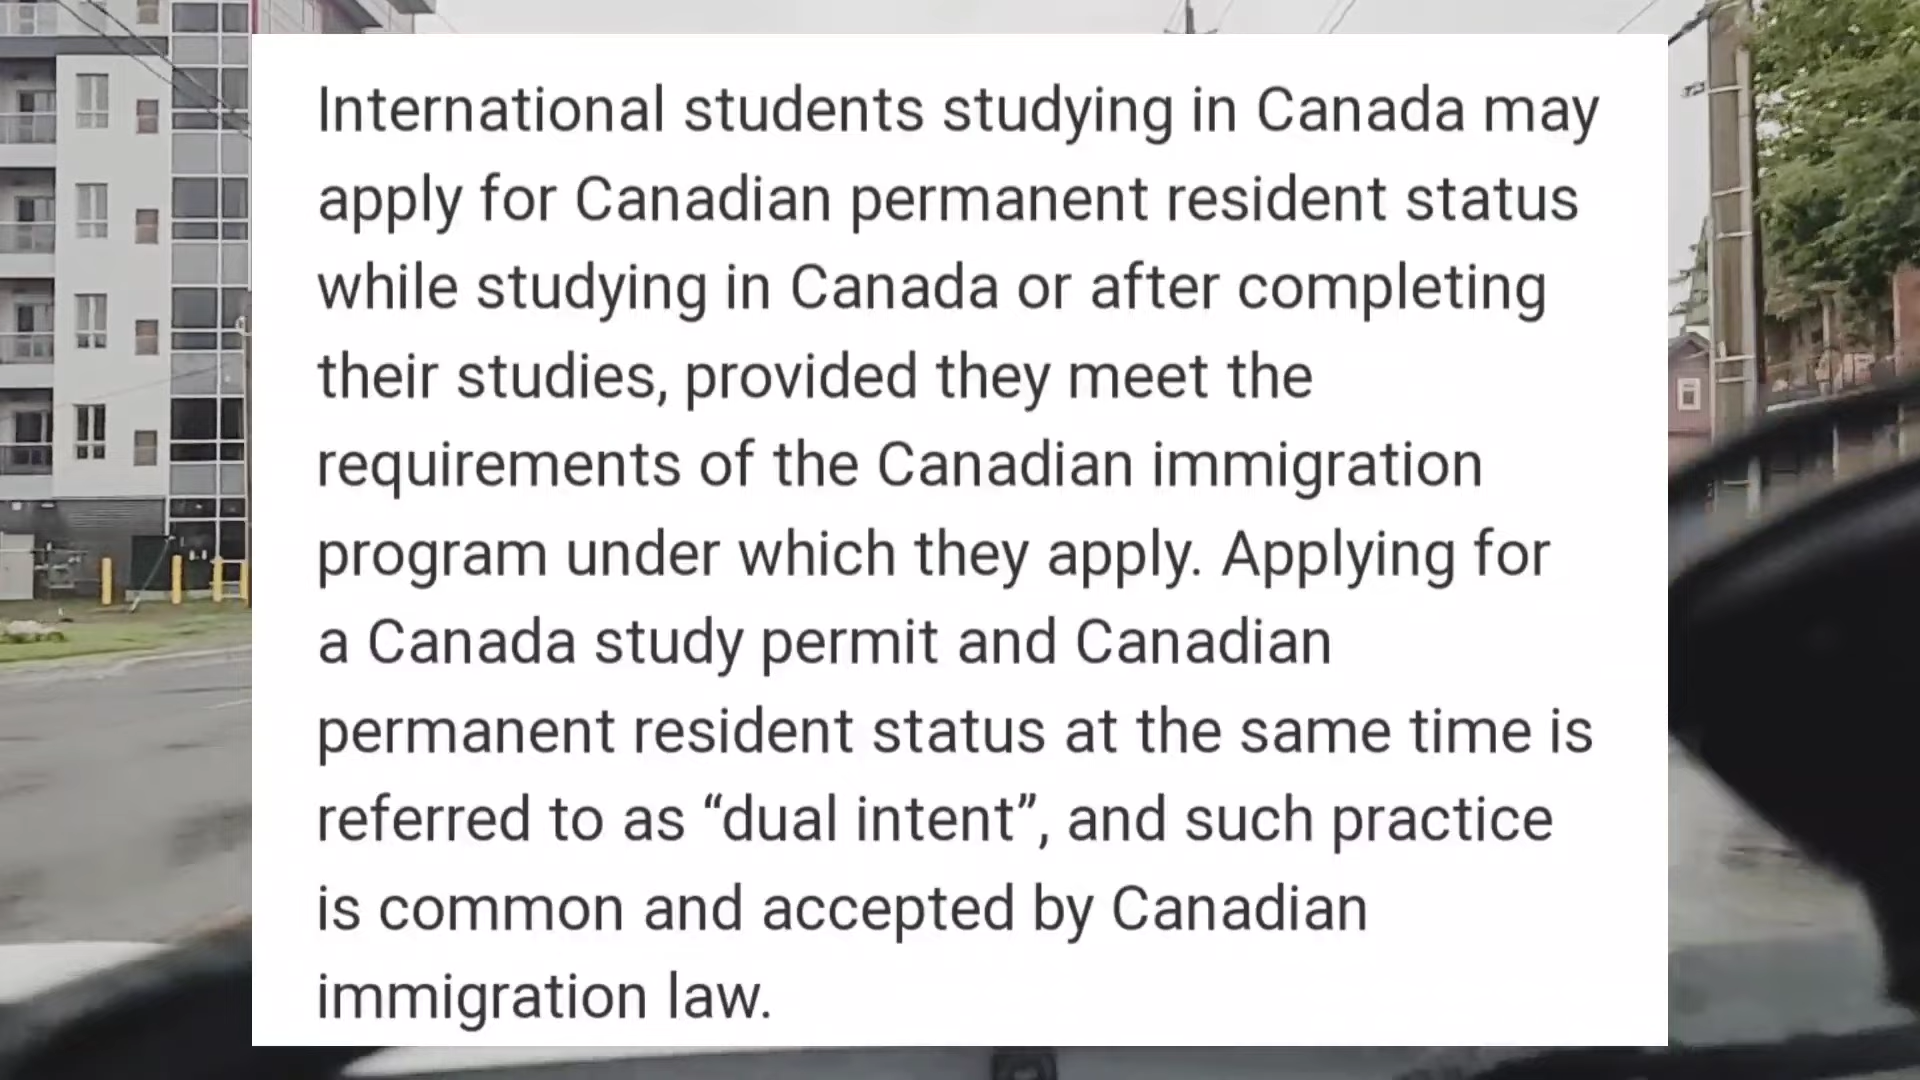 International students studying in Canada may
apply for Canadian permanent resident status
while studying in Canada or after completing
their studies, provided they meet the
requirements of the Canadian immigration
program under which they apply. Applying for
a Canada study permit and Canadian
permanent resident status at the same time is
referred to as “dual intent”, and such practice
is common and accepted by Canadian
immigration law.